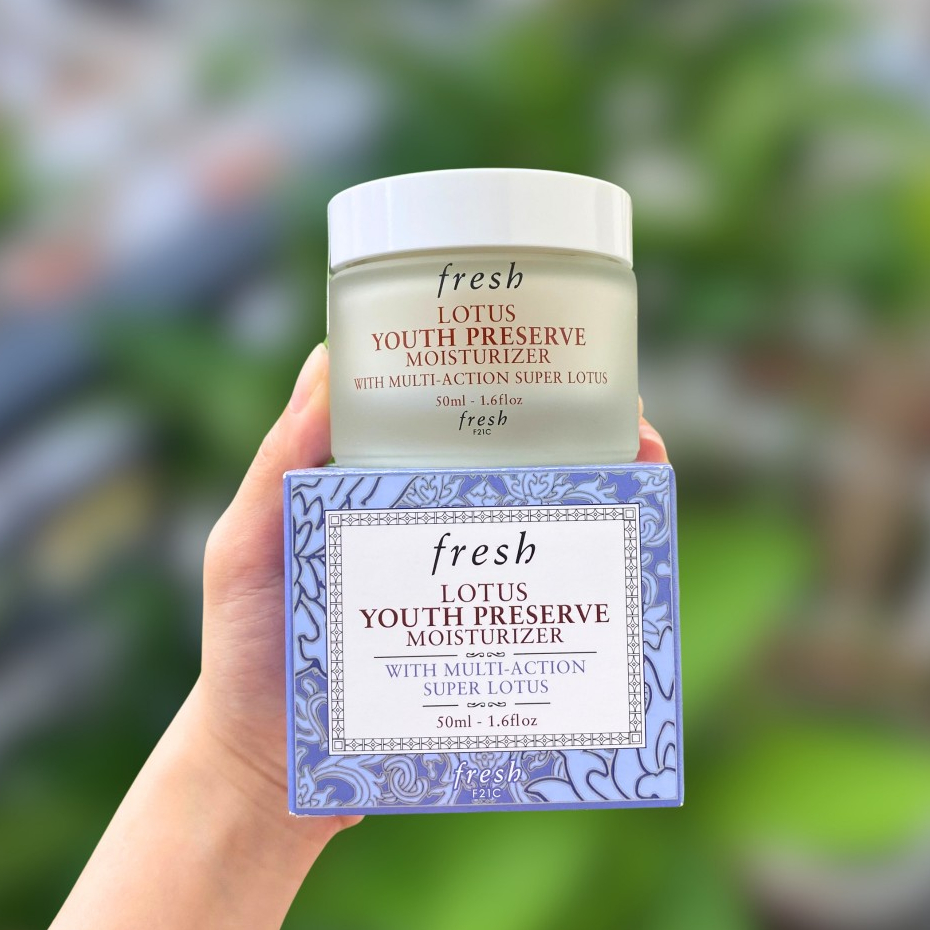 fresh
LOTUS
YOUTH PRESERVE
MOISTURIZER
WITH MULTI-ACTION SUPER LOTUS
50ml - 1.6floz
fresh
F21C
fresh
LOTUS
YOUTH PRESERVE
MOISTURIZER
WITH MULTI-ACTION
SUPER LOTUS
50ml - 1.6floz
fresh
F21C